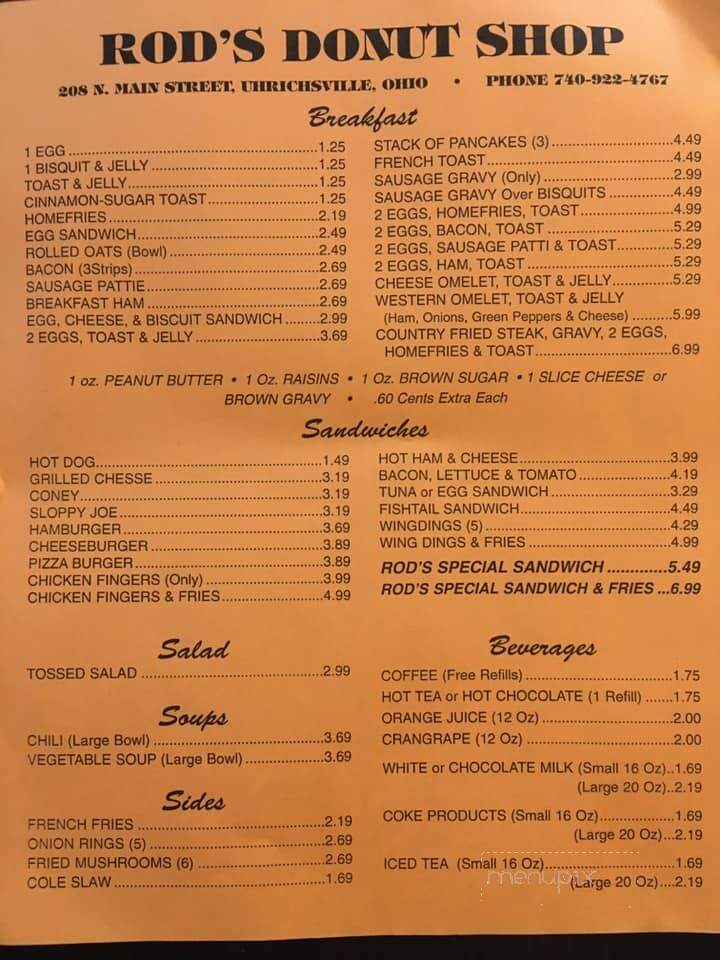 ROD'S DONUT SHOP
208 N. MAIN STREET, UHRICHSVILLE, OHIO • PHONE 740-922-4767
Breakfast
1 EGG 1.25
1 BISQUIT & JELLY 1.25
TOAST & JELLY 1.25
CINNAMON-SUGAR TOAST 1.25
HOMEFRIES 2.19
EGG SANDWICH 2.49
ROLLED OATS (Bowl) 2.49
BACON (3Strips) 2.69
SAUSAGE PATTIE 2.69
BREAKFAST HAM 2.69
EGG, CHEESE, & BISCUIT SANDWICH 2.99
2 EGGS, TOAST & JELLY 3.69
STACK OF PANCAKES (3) 4.49
FRENCH TOAST 4.49
SAUSAGE GRAVY (Only) 2.99
SAUSAGE GRAVY Over BISQUITS 4.49
2 EGGS, HOMEFRIES, TOAST 4.99
2 EGGS, BACON, TOAST 5.29
2 EGGS, SAUSAGE PATTI & TOAST 5.29
2 EGGS, HAM, TOAST 5.29
CHEESE OMELET, TOAST & JELLY 5.29
WESTERN OMELET, TOAST & JELLY
(Ham, Onions, Green Peppers & Cheese) 5.99
COUNTRY FRIED STEAK, GRAVY, 2 EGGS,
HOMEFRIES & TOAST 6.99
1 oz. PEANUT BUTTER • 1 Oz. RAISINS • 1 Oz. BROWN SUGAR • 1 SLICE CHEESE or
BROWN GRAVY • .60 Cents Extra Each
Sandwiches
HOT DOG 1.49
GRILLED CHESSE 3.19
CONEY 3.19
SLOPPY JOE 3.19
HAMBURGER 3.69
CHEESEBURGER 3.89
PIZZA BURGER 3.89
CHICKEN FINGERS (Only) 3.99
CHICKEN FINGERS & FRIES 4.99
HOT HAM & CHEESE 3.99
BACON, LETTUCE & TOMATO 4.19
TUNA or EGG SANDWICH 3.29
FISHTAIL SANDWICH 4.49
WINGDINGS (5) 4.29
WING DINGS & FRIES 4.99
ROD'S SPECIAL SANDWICH 5.49
ROD'S SPECIAL SANDWICH & FRIES 6.99
Salad
TOSSED SALAD 2.99
Soups
CHILI (Large Bowl) 3.69
VEGETABLE SOUP (Large Bowl) 3.69
Sides
FRENCH FRIES 2.19
ONION RINGS (5) 2.69
FRIED MUSHROOMS (6) 2.69
COLE SLAW 1.69
Beverages
COFFEE (Free Refills) 1.75
HOT TEA or HOT CHOCOLATE (1 Refill) 1.75
ORANGE JUICE (12 Oz) 2.00
CRANGRAPE (12 Oz) 2.00
WHITE or CHOCOLATE MILK (Small 16 Oz) 1.69
(Large 20 Oz) 2.19
COKE PRODUCTS (Small 16 Oz) 1.69
(Large 20 Oz) 2.19
ICED TEA (Small 16 Oz) 1.69
(Large 20 Oz) 2.19
menupix